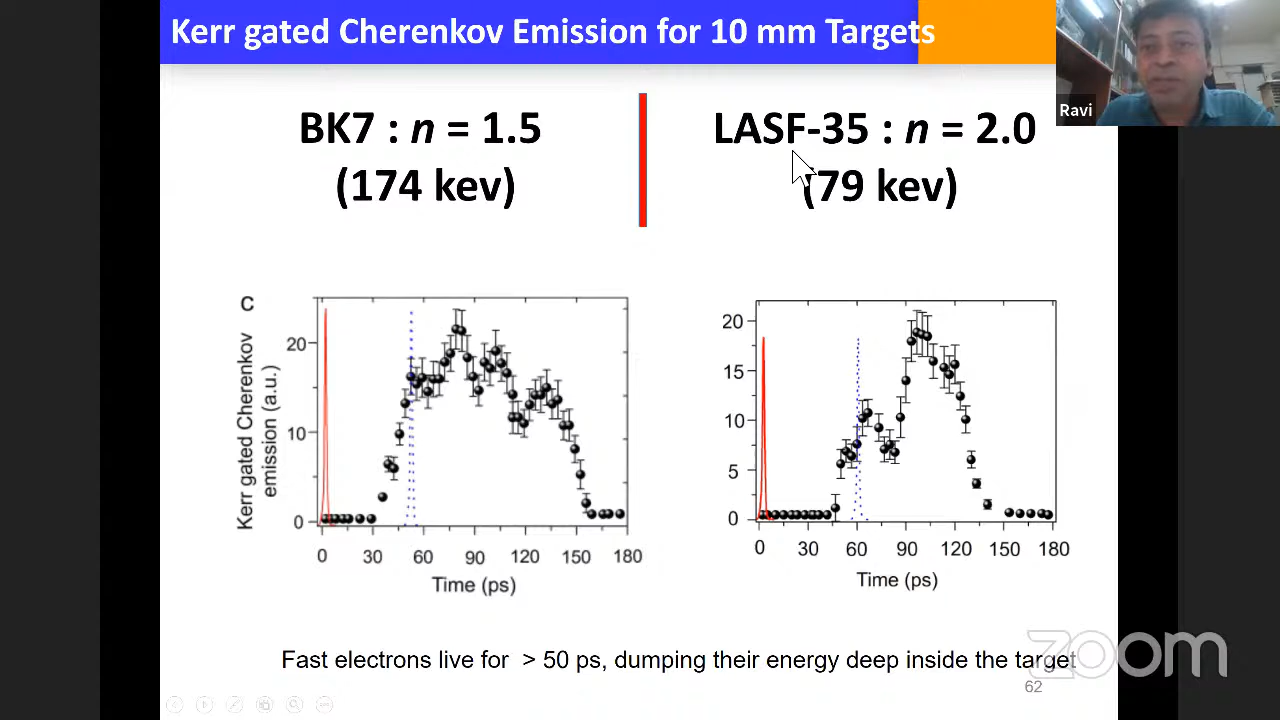 Kerr gated Cherenkov Emission for 10 mm Targets
Ravi
BK7 : n = 1.5
(174 kev)
LASF-35 : n = 2.0
(79 kev)
C
Kerr gated Cherenkov
emission (a.u.)
20
10
0
0 30 60 90 120 150 180
Time (ps)
20
15
10
5
0
0 30 60 90 120 150 180
Time (ps)
Fast electrons live for > 50 ps, dumping their energy deep inside the target
zoom
62